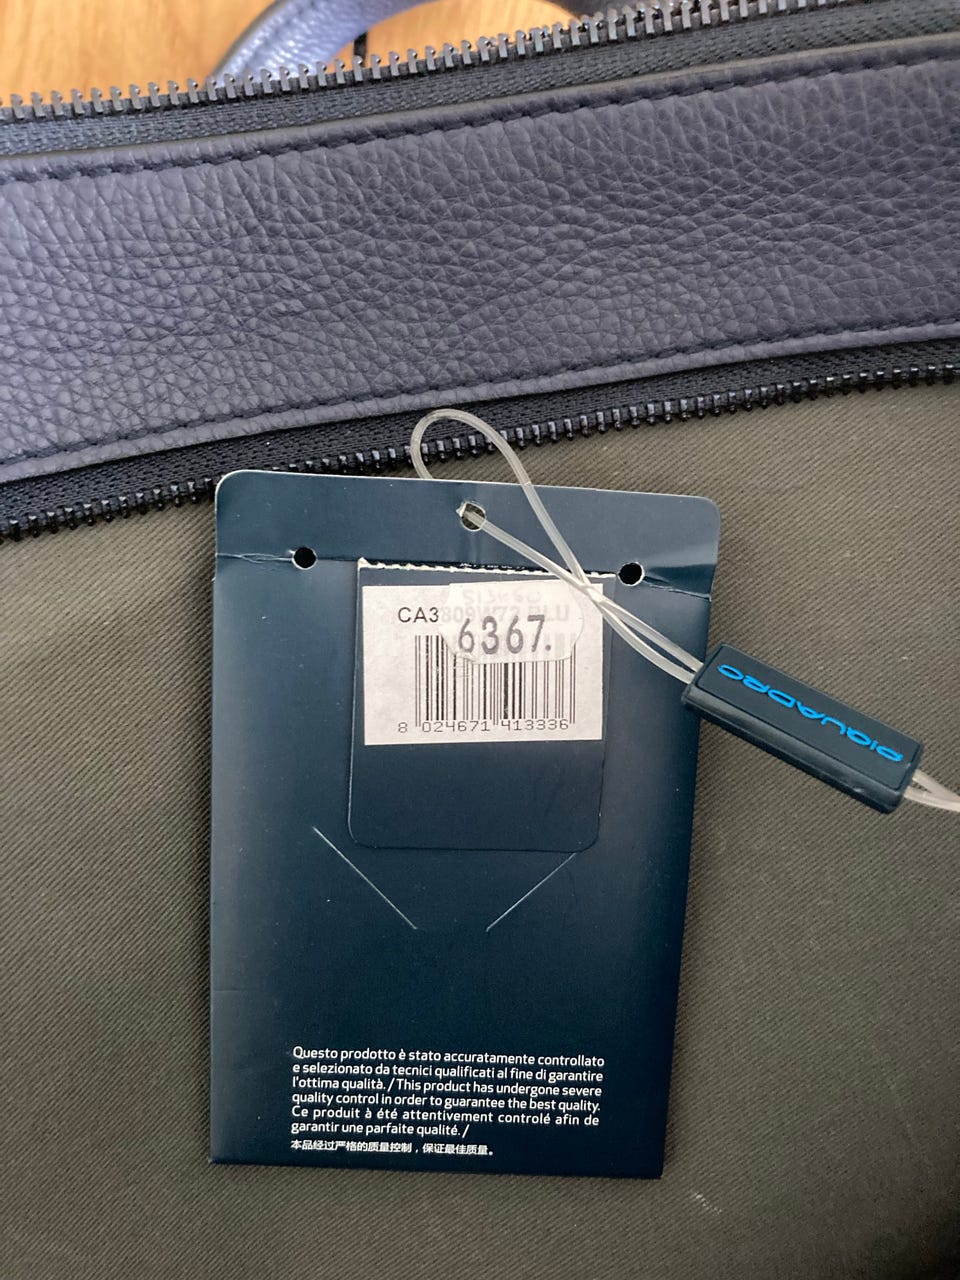 CA3809W72 BLU
6367.
8 024671 413336
PIQUADRO
Questo prodotto è stato accuratamente controllato
e selezionato da tecnici qualificati al fine di garantire
l'ottima qualità. / This product has undergone severe
quality control in order to guarantee the best quality.
Ce produit à été attentivement controlé afin de
garantir une parfaite qualité. /
本品经过严格的质量控制，保证最佳质量。